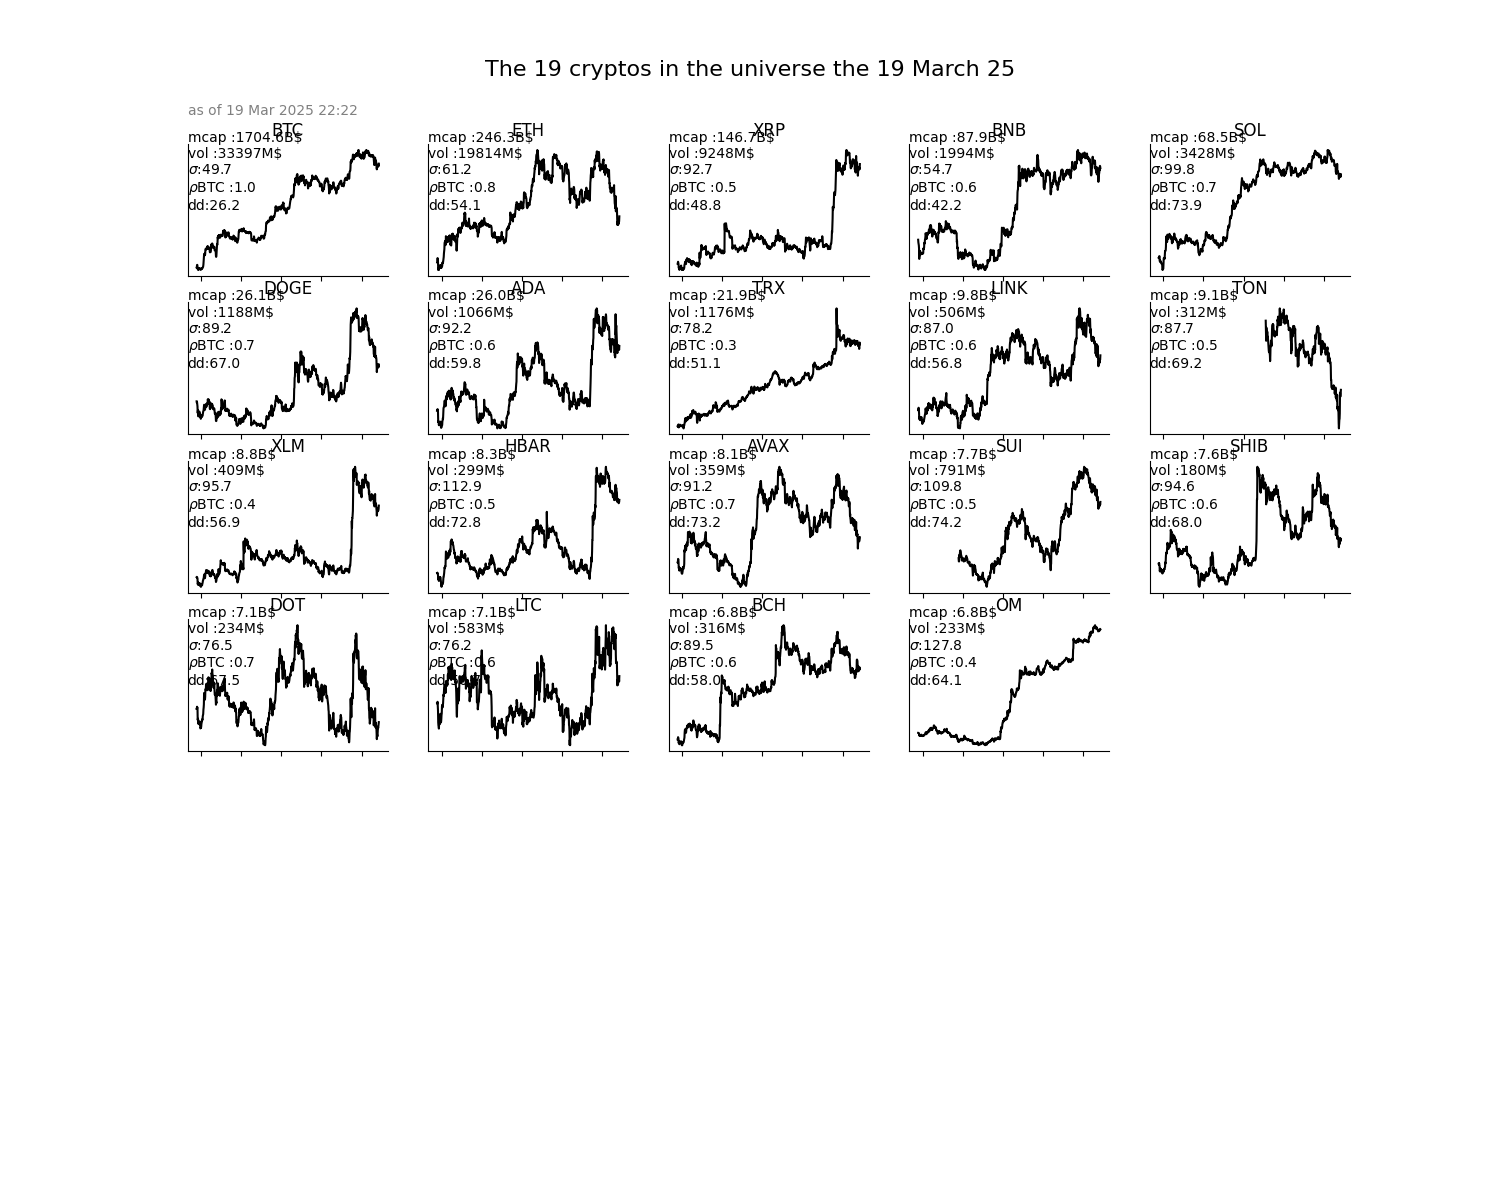 The 19 cryptos in the universe the 19 March 25
as of 19 Mar 2025 22:22
BTC
mcap :1704.6B$
vol :33397M$
σ:49.7
ρBTC :1.0
dd:26.2
ETH
mcap :246.3B$
vol :19814M$
σ:61.2
ρBTC :0.8
dd:54.1
XRP
mcap :146.7B$
vol :9248M$
σ:92.7
ρBTC :0.5
dd:48.8
BNB
mcap :87.9B$
vol :1994M$
σ:54.7
ρBTC :0.6
dd:42.2
SOL
mcap :68.5B$
vol :3428M$
σ:99.8
ρBTC :0.7
dd:73.9
DOGE
mcap :26.1B$
vol :1188M$
σ:89.2
ρBTC :0.7
dd:67.0
ADA
mcap :26.0B$
vol :1066M$
σ:92.2
ρBTC :0.6
dd:59.8
TRX
mcap :21.9B$
vol :1176M$
σ:78.2
ρBTC :0.3
dd:51.1
LINK
mcap :9.8B$
vol :506M$
σ:87.0
ρBTC :0.6
dd:56.8
TON
mcap :9.1B$
vol :312M$
σ:87.7
ρBTC :0.5
dd:69.2
XLM
mcap :8.8B$
vol :409M$
σ:95.7
ρBTC :0.4
dd:56.9
HBAR
mcap :8.3B$
vol :299M$
σ:112.9
ρBTC :0.5
dd:72.8
AVAX
mcap :8.1B$
vol :359M$
σ:91.2
ρBTC :0.7
dd:73.2
SUI
mcap :7.7B$
vol :791M$
σ:109.8
ρBTC :0.5
dd:74.2
SHIB
mcap :7.6B$
vol :180M$
σ:94.6
ρBTC :0.6
dd:68.0
DOT
mcap :7.1B$
vol :234M$
σ:76.5
ρBTC :0.7
dd:67.5
LTC
mcap :7.1B$
vol :583M$
σ:76.2
ρBTC :0.6
BCH
mcap :6.8B$
vol :316M$
σ:89.5
ρBTC :0.6
dd:58.0
OM
mcap :6.8B$
vol :233M$
σ:127.8
ρBTC :0.4
dd:64.1